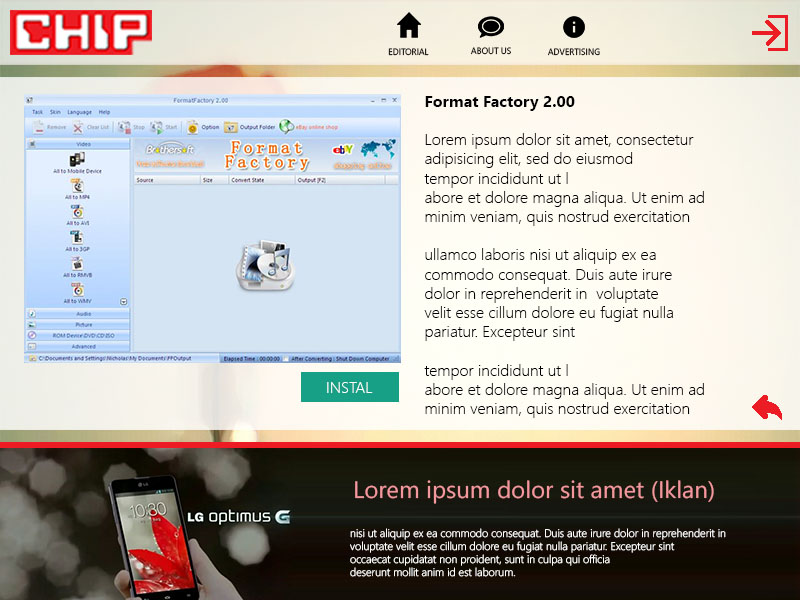 CHIP
EDITORIAL
ABOUT US
ADVERTISING
FormatFactory 2.00
Task Skin Language Help
Remove Clear List Stop Start Option Output Folder eBay online shop
Video
Brothersoft
Format Factory
ebY
Source Size Convert State Output [F2]
All to Mobile Device
All to MP4
All to AVI
All to 3GP
All to RMVB
All to WMV
Audio
Picture
ROM Device\DVD\CD\ISO
Advanced
C:\Documents and Settings\Nicholas\My Documents\FFOutput
Elapsed Time : 00:00:00 After Converting : Shut Down Computer
INSTAL
Format Factory 2.00
Lorem ipsum dolor sit amet, consectetur
adipisicing elit, sed do eiusmod
tempor incididunt ut l
abore et dolore magna aliqua. Ut enim ad
minim veniam, quis nostrud exercitation
ullamco laboris nisi ut aliquip ex ea
commodo consequat. Duis aute irure
dolor in reprehenderit in voluptate
velit esse cillum dolore eu fugiat nulla
pariatur. Excepteur sint
tempor incididunt ut l
abore et dolore magna aliqua. Ut enim ad
minim veniam, quis nostrud exercitation
LG
10:30
LG optimus G
Lorem ipsum dolor sit amet (Iklan)
nisi ut aliquip ex ea commodo consequat. Duis aute irure dolor in reprehenderit in
voluptate velit esse cillum dolore eu fugiat nulla pariatur. Excepteur sint
occaecat cupidatat non proident, sunt in culpa qui officia
deserunt mollit anim id est laborum.